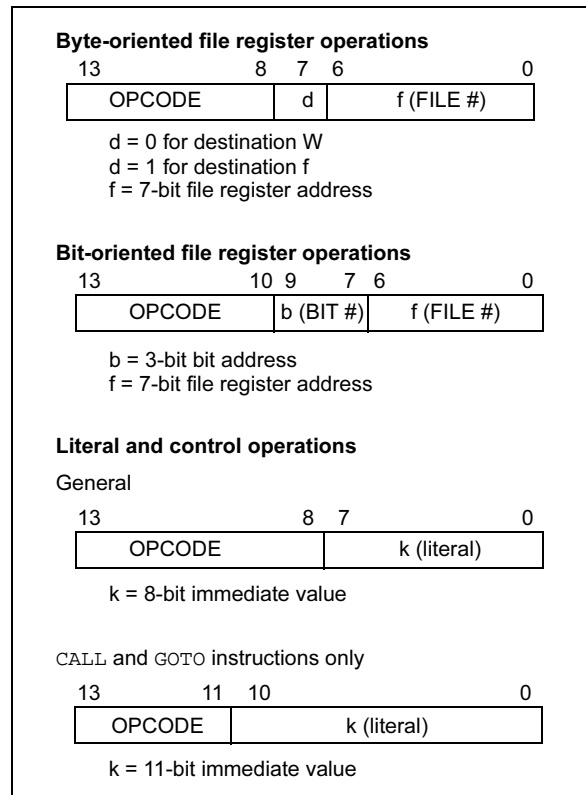 Byte-oriented file register operations
13 8 7 6 0
OPCODE d f (FILE #)
d = 0 for destination W
d = 1 for destination f
f = 7-bit file register address
Bit-oriented file register operations
13 10 9 7 6 0
OPCODE b (BIT #) f (FILE #)
b = 3-bit bit address
f = 7-bit file register address
Literal and control operations
General
13 8 7 0
OPCODE k (literal)
k = 8-bit immediate value
CALL and GOTO instructions only
13 11 10 0
OPCODE k (literal)
k = 11-bit immediate value